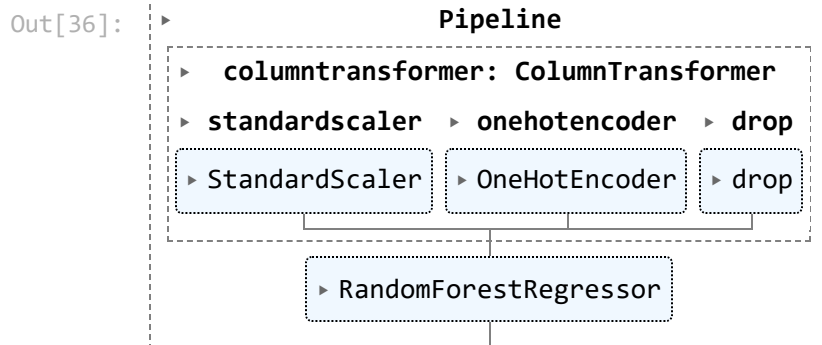 Out[36]: Pipeline
columntransformer: ColumnTransformer
standardscaler onehotencoder drop
StandardScaler OneHotEncoder drop
RandomForestRegressor